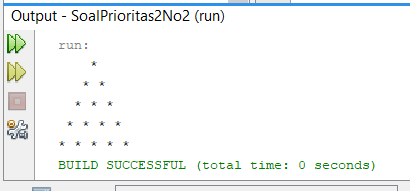 Output - SoalPrioritas2No2 (run)
run:
    *
   * *
  * * *
 * * * *
* * * * *
BUILD SUCCESSFUL (total time: 0 seconds)